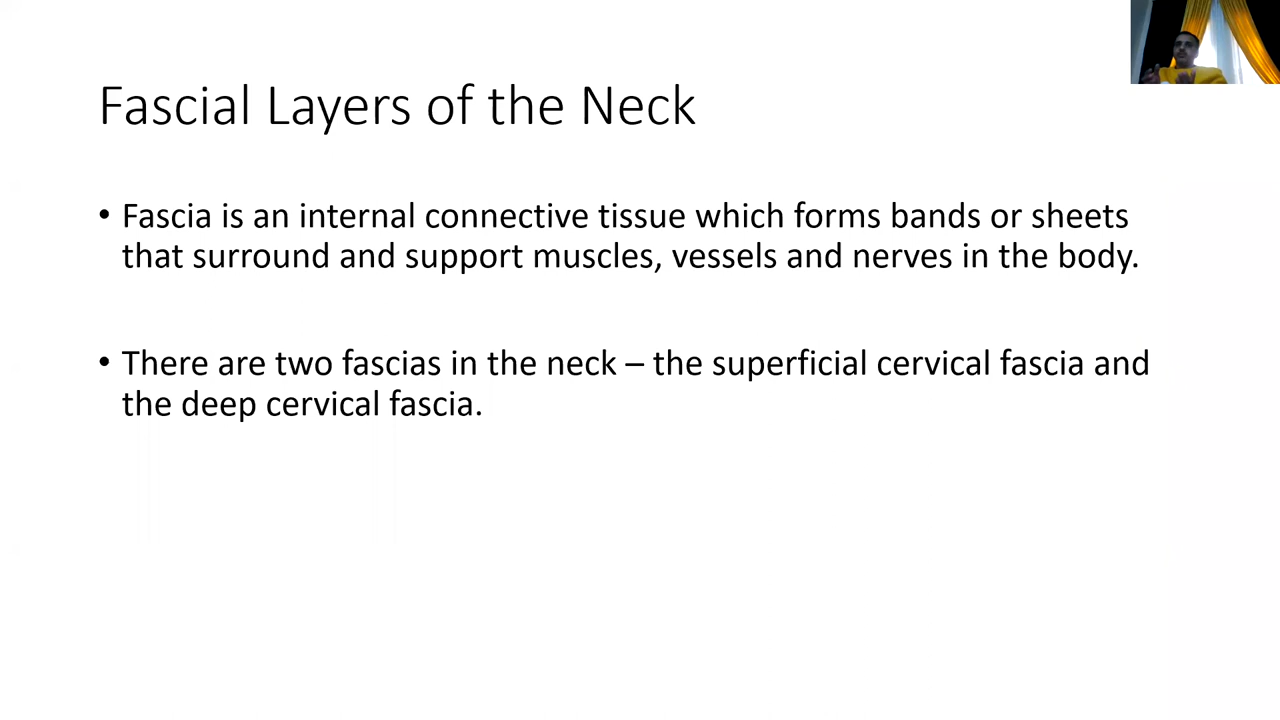 Fascial Layers of the Neck
• Fascia is an internal connective tissue which forms bands or sheets
that surround and support muscles, vessels and nerves in the body.
• There are two fascias in the neck – the superficial cervical fascia and
the deep cervical fascia.